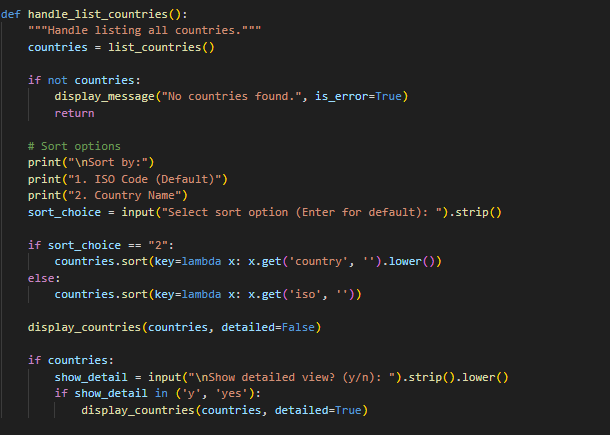 def handle_list_countries():
    """Handle listing all countries."""
    countries = list_countries()

    if not countries:
        display_message("No countries found.", is_error=True)
        return

    # Sort options
    print("\nSort by:")
    print("1. ISO Code (Default)")
    print("2. Country Name")
    sort_choice = input("Select sort option (Enter for default): ").strip()

    if sort_choice == "2":
        countries.sort(key=lambda x: x.get('country', '').lower())
    else:
        countries.sort(key=lambda x: x.get('iso', ''))

    display_countries(countries, detailed=False)

    if countries:
        show_detail = input("\nShow detailed view? (y/n): ").strip().lower()
        if show_detail in ('y', 'yes'):
            display_countries(countries, detailed=True)